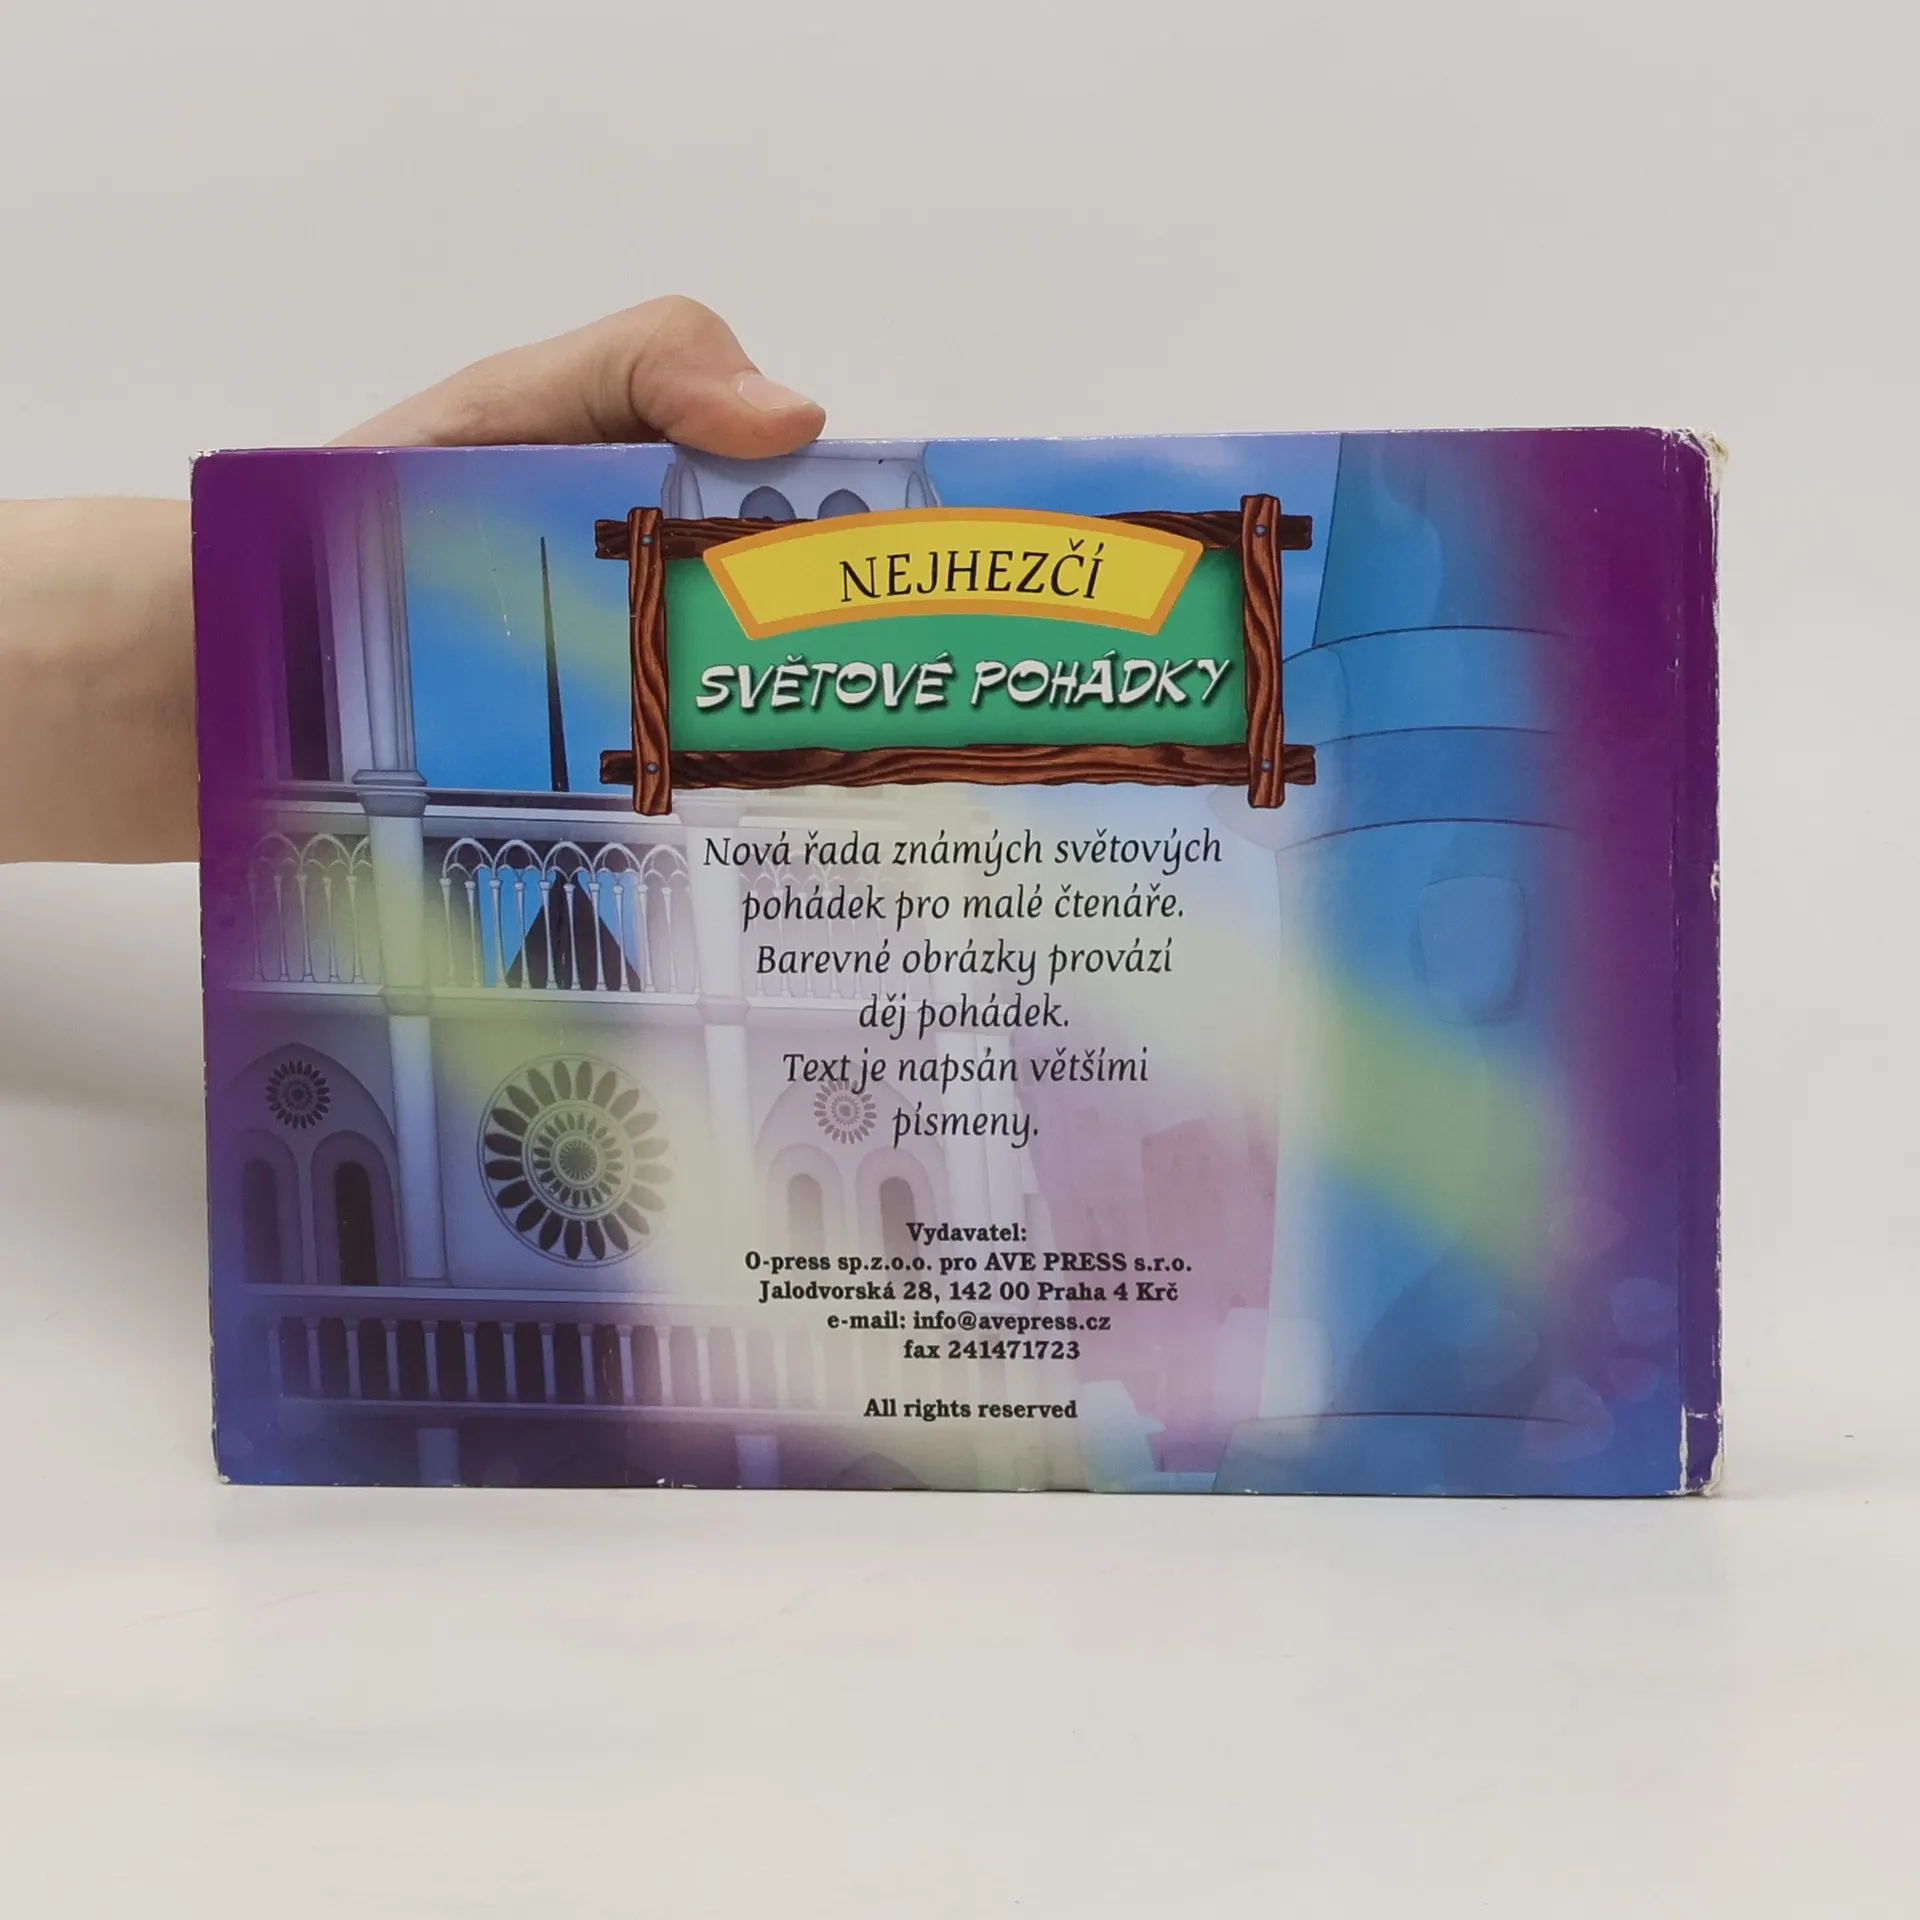 NEJHEZČÍ
SVĚTOVÉ POHÁDKY
Nová řada známých světových
pohádek pro malé čtenáře.
Barevné obrázky provází
děj pohádek.
Text je napsán většími
písmeny.
Vydavatel:
O-press sp.z.o.o. pro AVE PRESS s.r.o.
Jalodvorská 28, 142 00 Praha 4 Krč
e-mail: info@avepress.cz
fax 241471723
All rights reserved